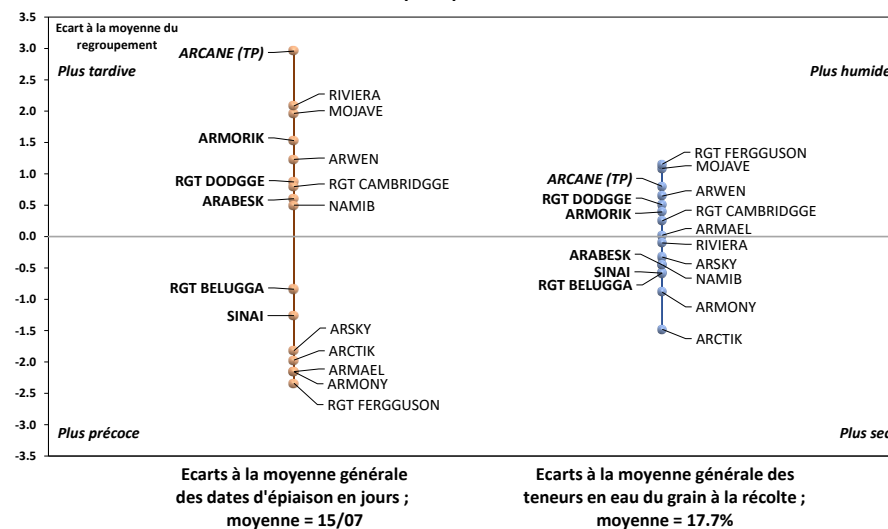 3.5
3.0
2.5
2.0
1.5
1.0
0.5
0.0
-0.5
-1.0
-1.5
-2.0
-2.5
-3.0
-3.5
Ecart à la moyenne du
regroupement
Plus tardive
Plus précoce
ARCANE (TP)
RIVIERA
MOJAVE
ARMORIK
ARWEN
RGT DODGGE
RGT CAMBRIDGGE
ARABESK
NAMIB
RGT BELUGGA
SINAI
ARSKY
ARCTIK
ARMAEL
ARMONY
RGT FERGGUSON
Plus humide
RGT FERGGUSON
MOJAVE
ARCANE (TP)
ARWEN
RGT DODGGE
ARMORIK
RGT CAMBRIDGGE
ARMAEL
RIVIERA
ARABESK
ARSKY
SINAI
NAMIB
RGT BELUGGA
ARMONY
ARCTIK
Plus sec
Ecarts à la moyenne générale
des dates d'épiaison en jours ;
moyenne = 15/07
Ecarts à la moyenne générale des
teneurs en eau du grain à la récolte ;
moyenne = 17.7%